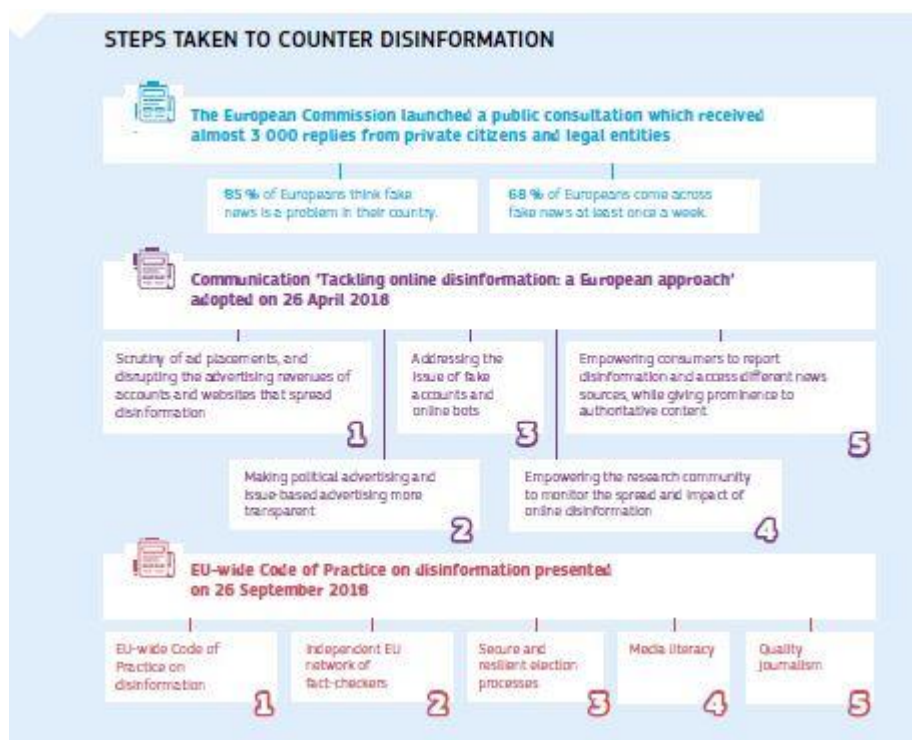 STEPS TAKEN TO COUNTER DISINFORMATION
The European Commission launched a public consultation which received
almost 3 000 replies from private citizens and legal entities
85 % of Europeans think fake
news is a problem in their country.
68 % of Europeans come across
fake news at least once a week.
Communication 'Tackling online disinformation: a European approach'
adopted on 26 April 2018
Scrutiny of ad placements, and
disrupting the advertising revenues of
accounts and websites that spread
disinformation
1
Making political advertising and
issue-based advertising more
transparent
2
Addressing the
issue of fake
accounts and
online bots
3
Empowering the research community
to monitor the spread and impact of
online disinformation
4
Empowering consumers to report
disinformation and access different news
sources, while giving prominence to
authoritative content
5
EU-wide Code of Practice on disinformation presented
on 26 September 2018
EU-wide Code of
Practice on
disinformation
1
Independent EU
network of
fact-checkers
2
Secure and
resilient election
processes
3
Media literacy
4
Quality
journalism
5